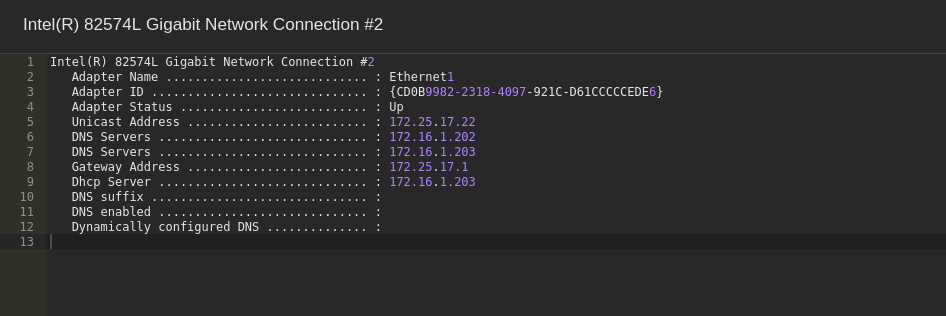 Intel(R) 82574L Gigabit Network Connection #2
1 Intel(R) 82574L Gigabit Network Connection #2
2    Adapter Name ............................ : Ethernet1
3    Adapter ID .............................. : {CD0B9982-2318-4097-921C-D61CCCCCEDE6}
4    Adapter Status .......................... : Up
5    Unicast Address ......................... : 172.25.17.22
6    DNS Servers ............................. : 172.16.1.202
7    DNS Servers ............................. : 172.16.1.203
8    Gateway Address ......................... : 172.25.17.1
9    Dhcp Server ............................. : 172.16.1.203
10    DNS suffix .............................. :
11    DNS enabled ............................. :
12    Dynamically configured DNS .............. :
13